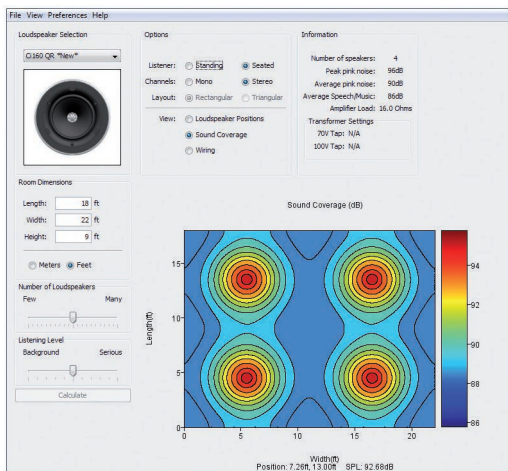 File View Preferences Help
Loudspeaker Selection
Ci160 QR *New*
Room Dimensions
Length: 18 ft
Width: 22 ft
Height: 9 ft
Meters Feet
Number of Loudspeakers
Few Many
Listening Level
Background Serious
Calculate
Options
Listener: Standing Seated
Channels: Mono Stereo
Layout: Rectangular Triangular
View: Loudspeaker Positions
Sound Coverage
Wiring
Information
Number of speakers: 4
Peak pink noise: 96dB
Average pink noise: 90dB
Average Speech/Music: 86dB
Amplifier Load: 16.0 Ohms
Transformer Settings
70V Tap: N/A
100V Tap: N/A
Sound Coverage (dB)
Length(ft)
15
10
5
0
0 5 10 15 20
Width(ft)
94
92
90
88
86
Position: 7.26ft, 13.00ft SPL: 92.68dB